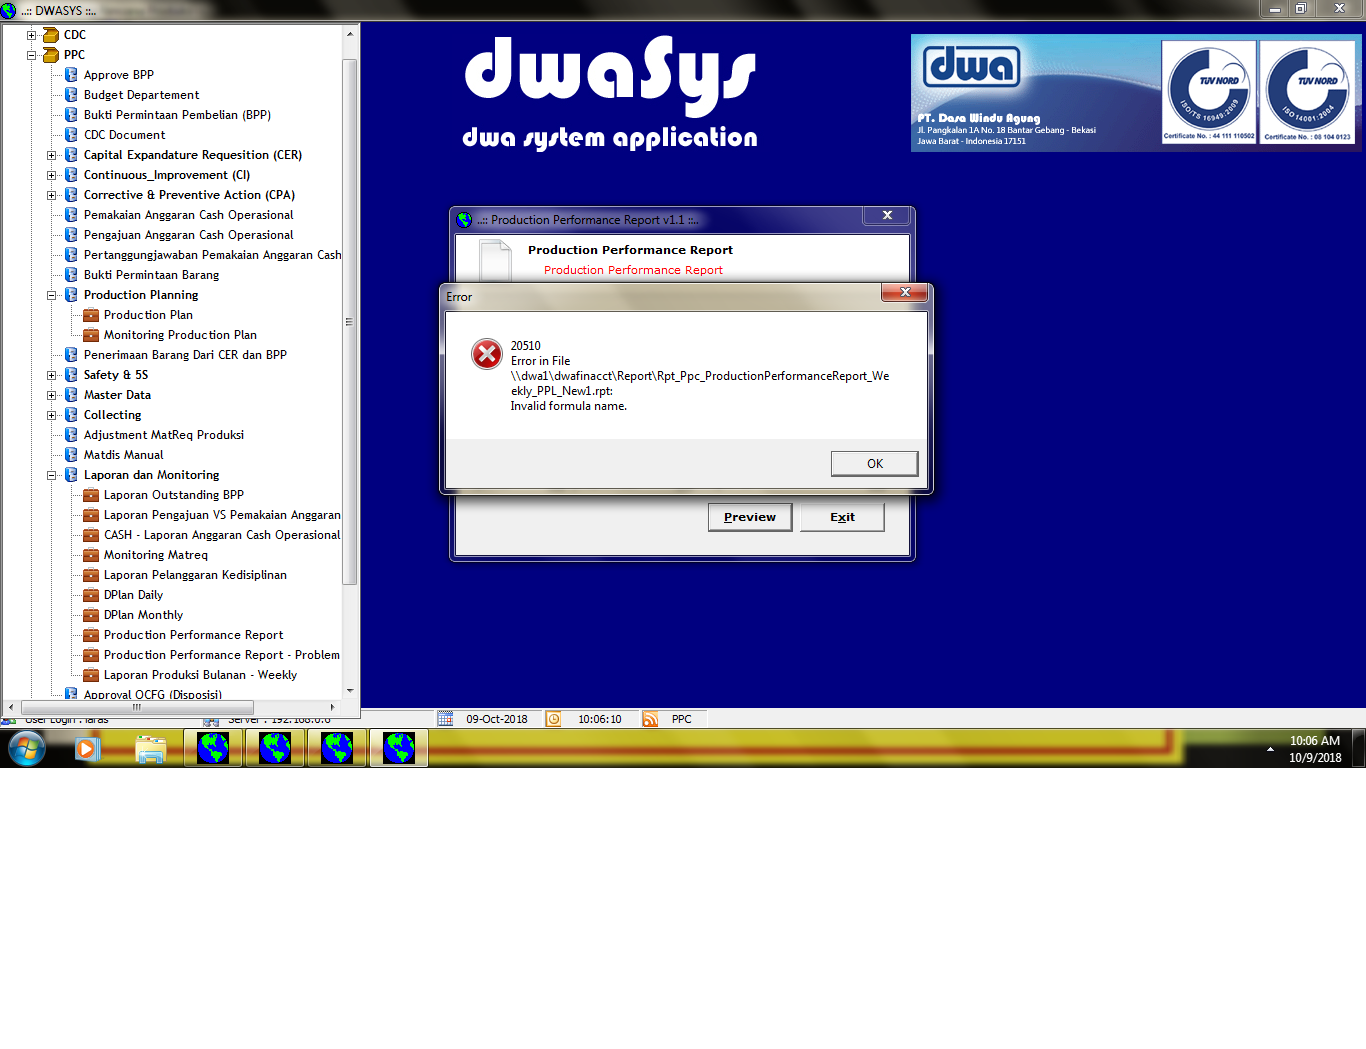 ..:: DWASYS ::..
CDC
PPC
Approve BPP
Budget Departement
Bukti Permintaan Pembelian (BPP)
CDC Document
Capital Expandature Requesition (CER)
Continuous_Improvement (CI)
Corrective & Preventive Action (CPA)
Pemakaian Anggaran Cash Operasional
Pengajuan Anggaran Cash Operasional
Pertanggungjawaban Pemakaian Anggaran Cash
Bukti Permintaan Barang
Production Planning
Production Plan
Monitoring Production Plan
Penerimaan Barang Dari CER dan BPP
Safety & 5S
Master Data
Collecting
Adjustment MatReq Produksi
Matdis Manual
Laporan dan Monitoring
Laporan Outstanding BPP
Laporan Pengajuan VS Pemakaian Anggaran
CASH - Laporan Anggaran Cash Operasional
Monitoring Matreq
Laporan Pelanggaran Kedisiplinan
DPlan Daily
DPlan Monthly
Production Performance Report
Production Performance Report - Problem
Laporan Produksi Bulanan - Weekly
Approval OCFG (Disposisi)
dwaSys
dwa system application
dwa
PT. Dasa Windu Agung
Jl. Pangkalan 1A No. 18 Bantar Gebang - Bekasi
Jawa Barat - Indonesia 17151
TUV NORD
ISO/TS 16949:2009
Certificate No. : 44 111 110502
TUV NORD
ISO 14001:2004
Certificate No. : 08 104 0123
..:: Production Performance Report v1.1 ::..
Production Performance Report
Production Performance Report
Error
20510
Error in File
\\dwa1\dwafinacct\Report\Rpt_Ppc_ProductionPerformanceReport_We
ekly_PPL_New1.rpt:
Invalid formula name.
OK
Preview
Exit
User Login : laras
Server : 192.168.0.6
09-Oct-2018
10:06:10
PPC
10:06 AM
10/9/2018